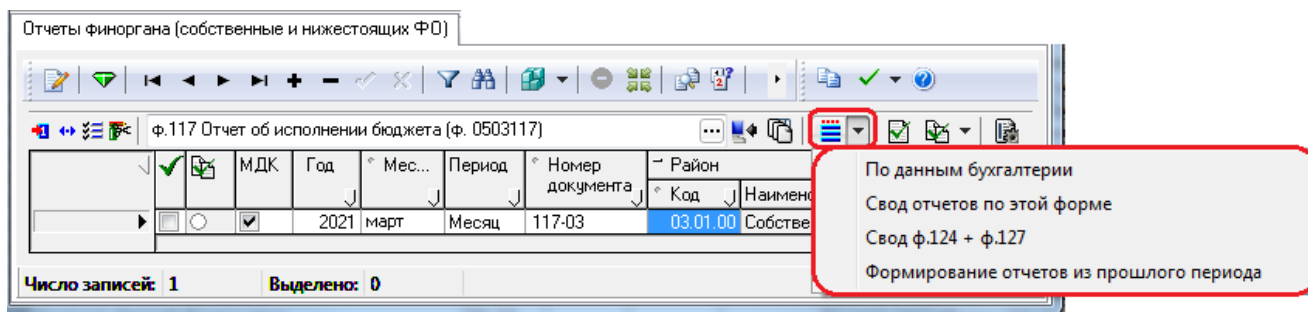 Отчеты финоргана (собственные и нижестоящих ФО)
ф.117 Отчет об исполнении бюджета (ф. 0503117)
МДК Год Мес... Период Номер документа Район
Код Наимено
2021 март Месяц 117-03 03.01.00 Собстве
По данным бухгалтерии
Свод отчетов по этой форме
Свод ф.124 + ф.127
Формирование отчетов из прошлого периода
Число записей: 1 Выделено: 0